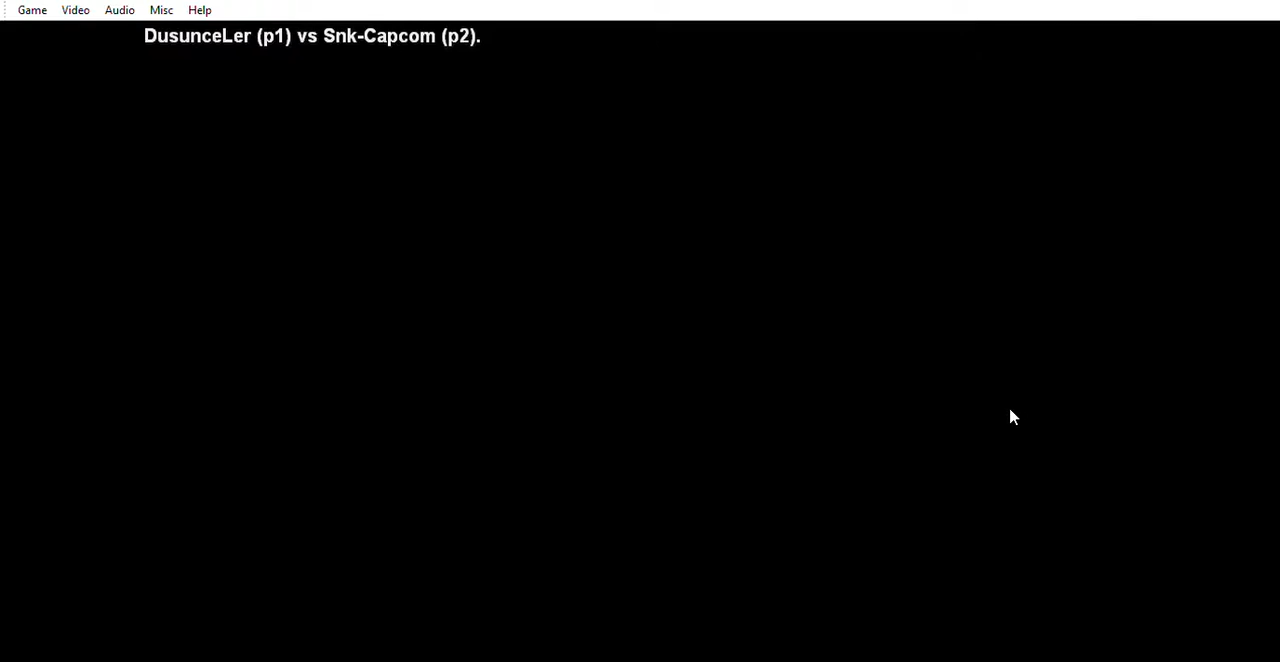 Game Video Audio Misc Help
DusunceLer (p1) vs Snk-Capcom (p2).